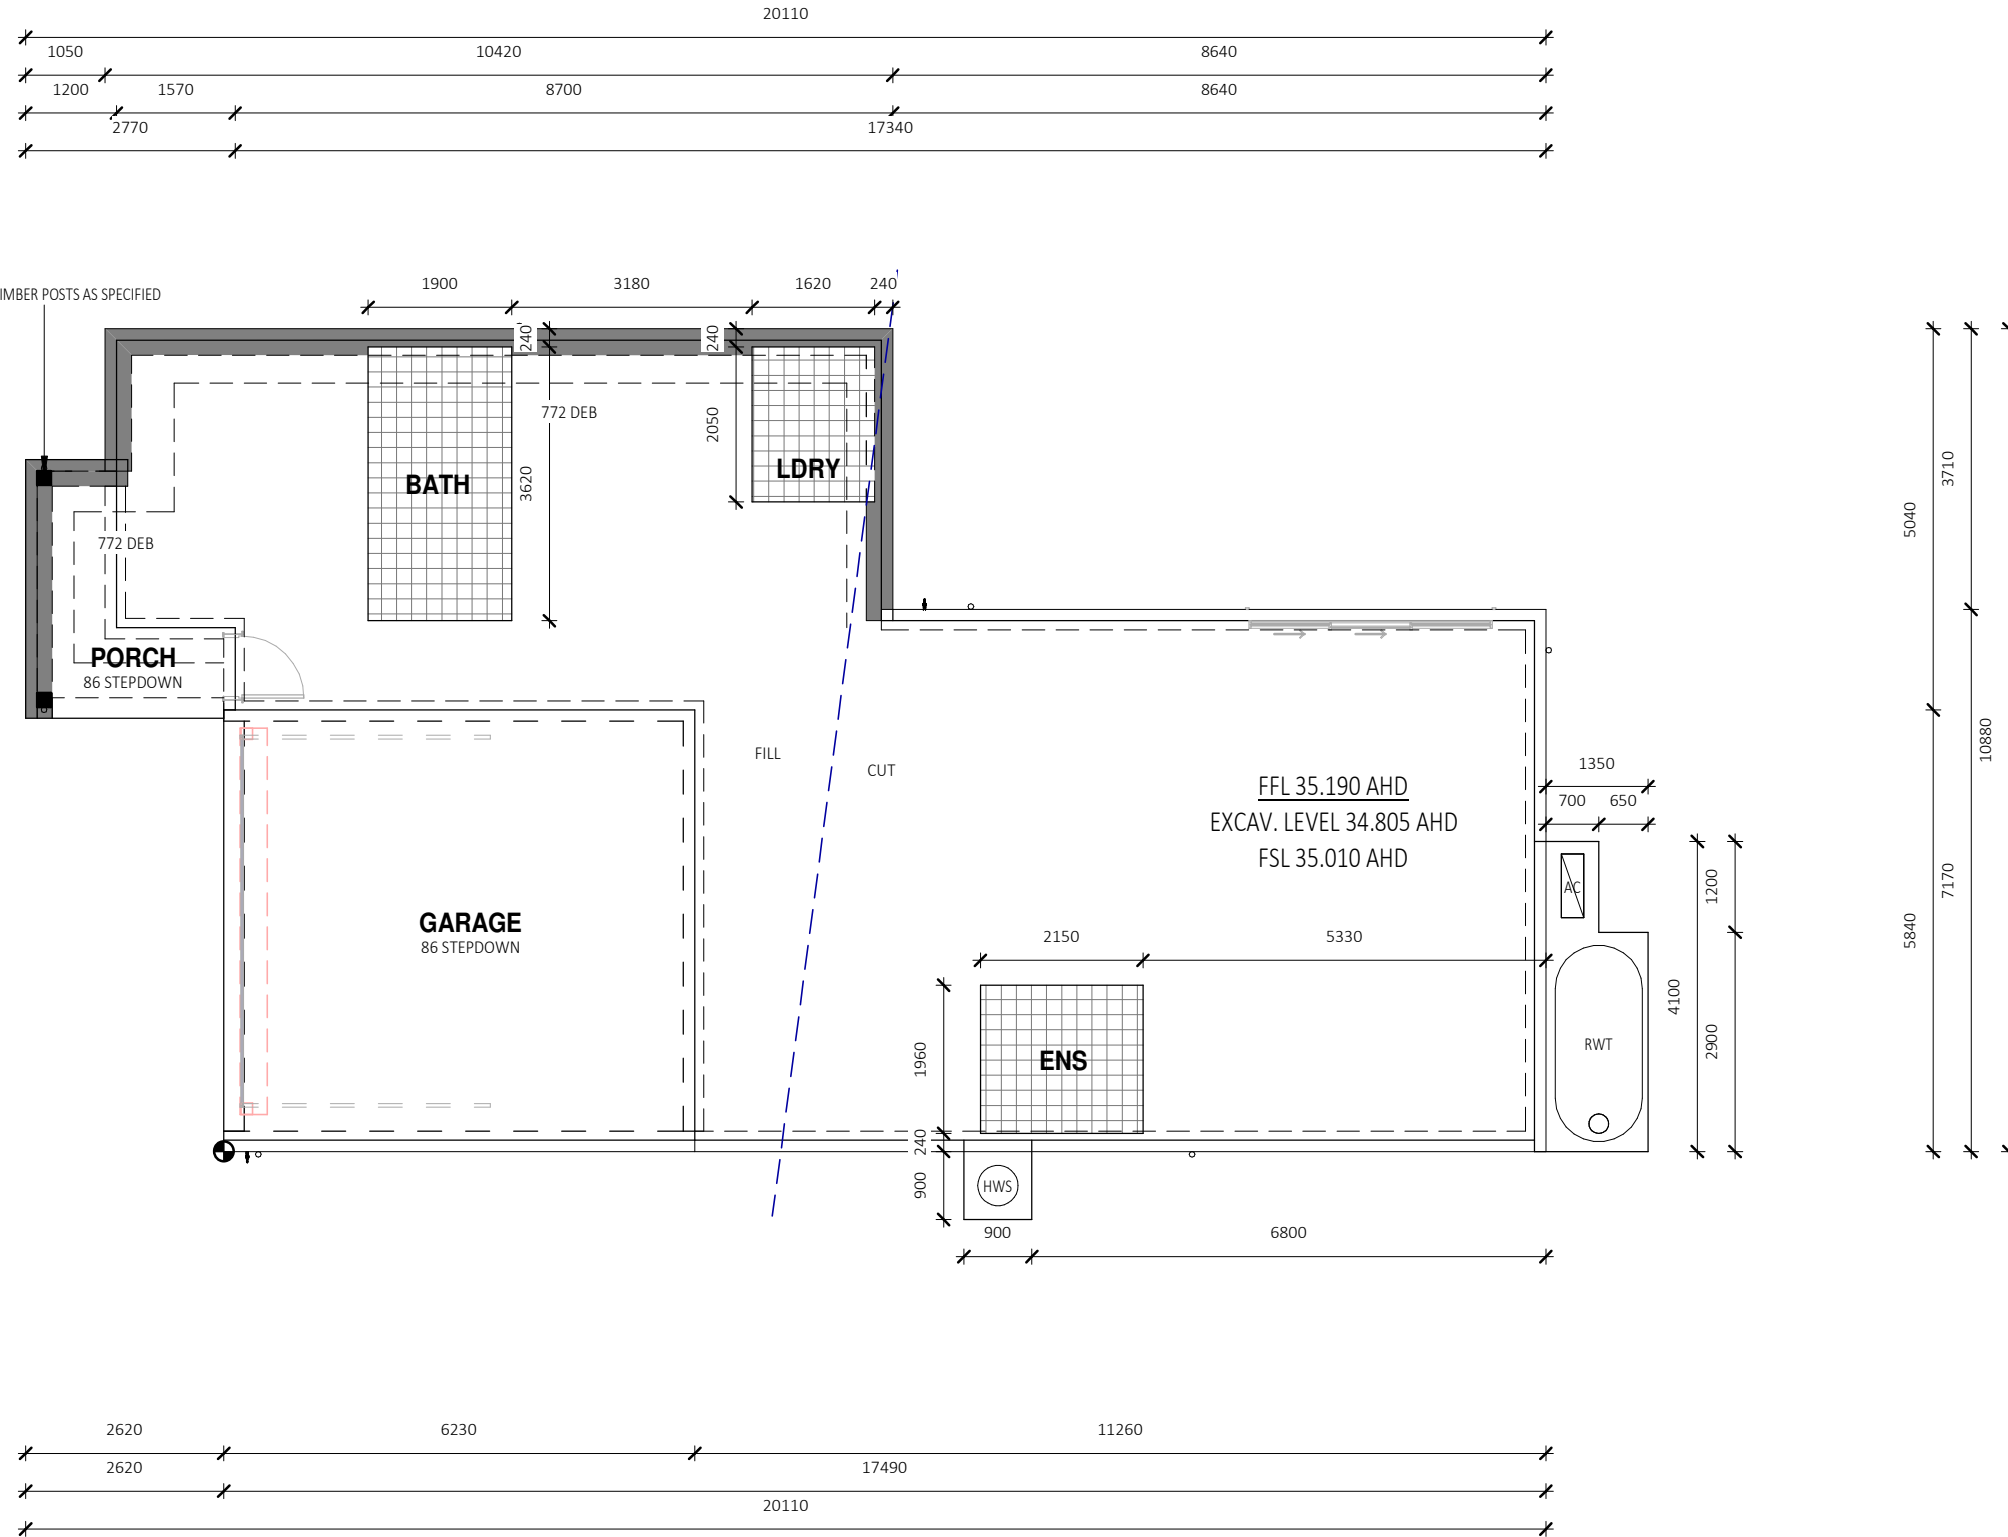 20110
1050 10420 8640
1200 1570 8700 8640
2770 17340
1900 3180 1620 240
IMBER POSTS AS SPECIFIED
240
240
772 DEB
2050
3620
BATH
LDRY
772 DEB
PORCH
86 STEPDOWN
3710
5040
FILL
CUT
10880
1350
700 650
FFL 35.190 AHD
EXCAV. LEVEL 34.805 AHD
FSL 35.010 AHD
AC
1200
7170
GARAGE
86 STEPDOWN
2150 5330
5840
4100
2900
RWT
1960
ENS
240
900
HWS
900 6800
2620 6230 11260
2620 17490
20110